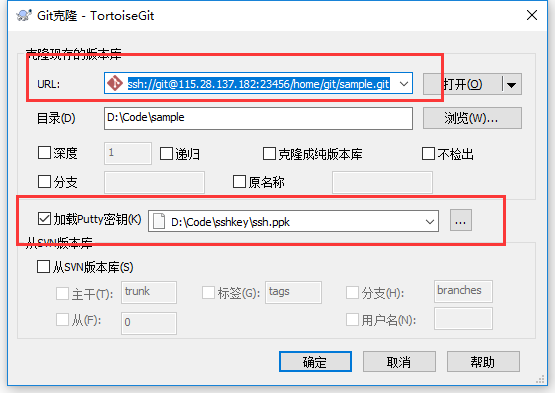 Git克隆 - TortoiseGit
克隆现存的版本库
URL: ssh://git@115.28.137.182:23456/home/git/sample.git 打开(O)
目录(D) D:\Code\sample 浏览(W)...
深度 1 递归 克隆成纯版本库 不检出
分支 原名称
加载Putty密钥(K) D:\Code\sshkey\ssh.ppk ...
从SVN版本库
从SVN版本库(S)
主干(T): trunk 标签(G): tags 分支(H): branches
从(F): 0 用户名(N):
确定 取消 帮助